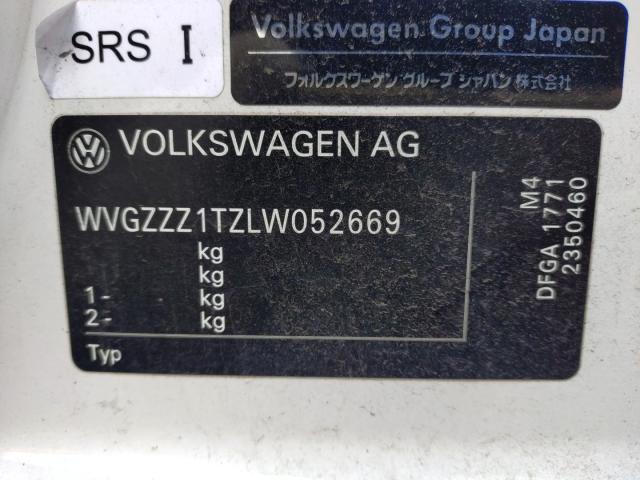 SRS I
Volkswagen Group Japan
フォルクスワーゲン グループ ジャパン 株式会社
VOLKSWAGEN AG
WVGZZZ1TZLW052669
kg
kg
1- kg
2- kg
Typ
M4
DFGA 1771
2350460